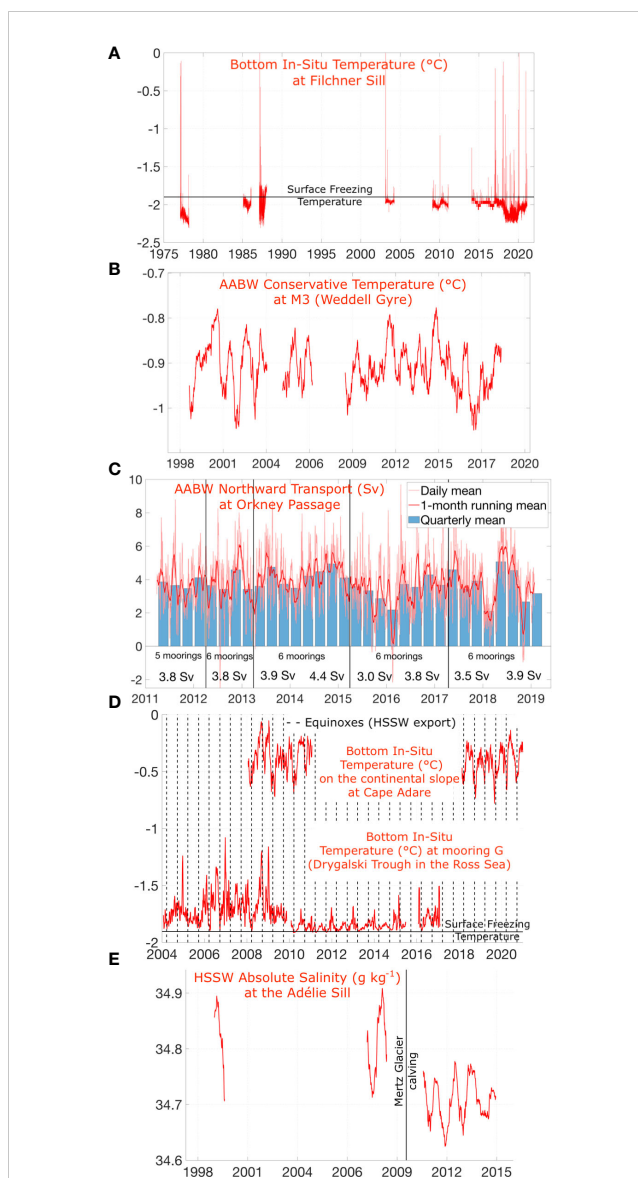 A
Bottom In-Situ Temperature (°C)
at Filchner Sill
0
-0.5
-1
-1.5
-2
-2.5
Surface Freezing
Temperature
1975 1980 1985 1990 1995 2000 2005 2010 2015 2020
B
AABW Conservative Temperature (°C)
at M3 (Weddell Gyre)
-0.7
-0.8
-0.9
-1
1998 2001 2004 2006 2009 2012 2015 2017 2020
C
AABW Northward Transport (Sv)
at Orkney Passage
Daily mean
1-month running mean
Quarterly mean
10
8
6
4
2
0
-2
5 moorings 6 moorings 6 moorings 6 moorings 6 moorings
3.8 Sv 3.8 Sv 3.9 Sv 4.4 Sv 3.0 Sv 3.8 Sv 3.5 Sv 3.9 Sv
2011 2012 2013 2014 2015 2016 2017 2018 2019
D
-- Equinoxes (HSSW export)
Bottom In-Situ
Temperature (°C)
on the continental slope
at Cape Adare
0
-0.5
-1
-1.5
-2
Bottom In-Situ
Temperature (°C) at mooring G
(Drygalski Trough in the Ross Sea)
Surface Freezing
Temperature
2004 2006 2008 2010 2012 2014 2016 2018 2020
E
HSSW Absolute Salinity (g kg⁻¹)
at the Adélie Sill
34.9
34.8
34.7
34.6
Mertz Glacier
calving
1998 2001 2004 2006 2009 2012 2015